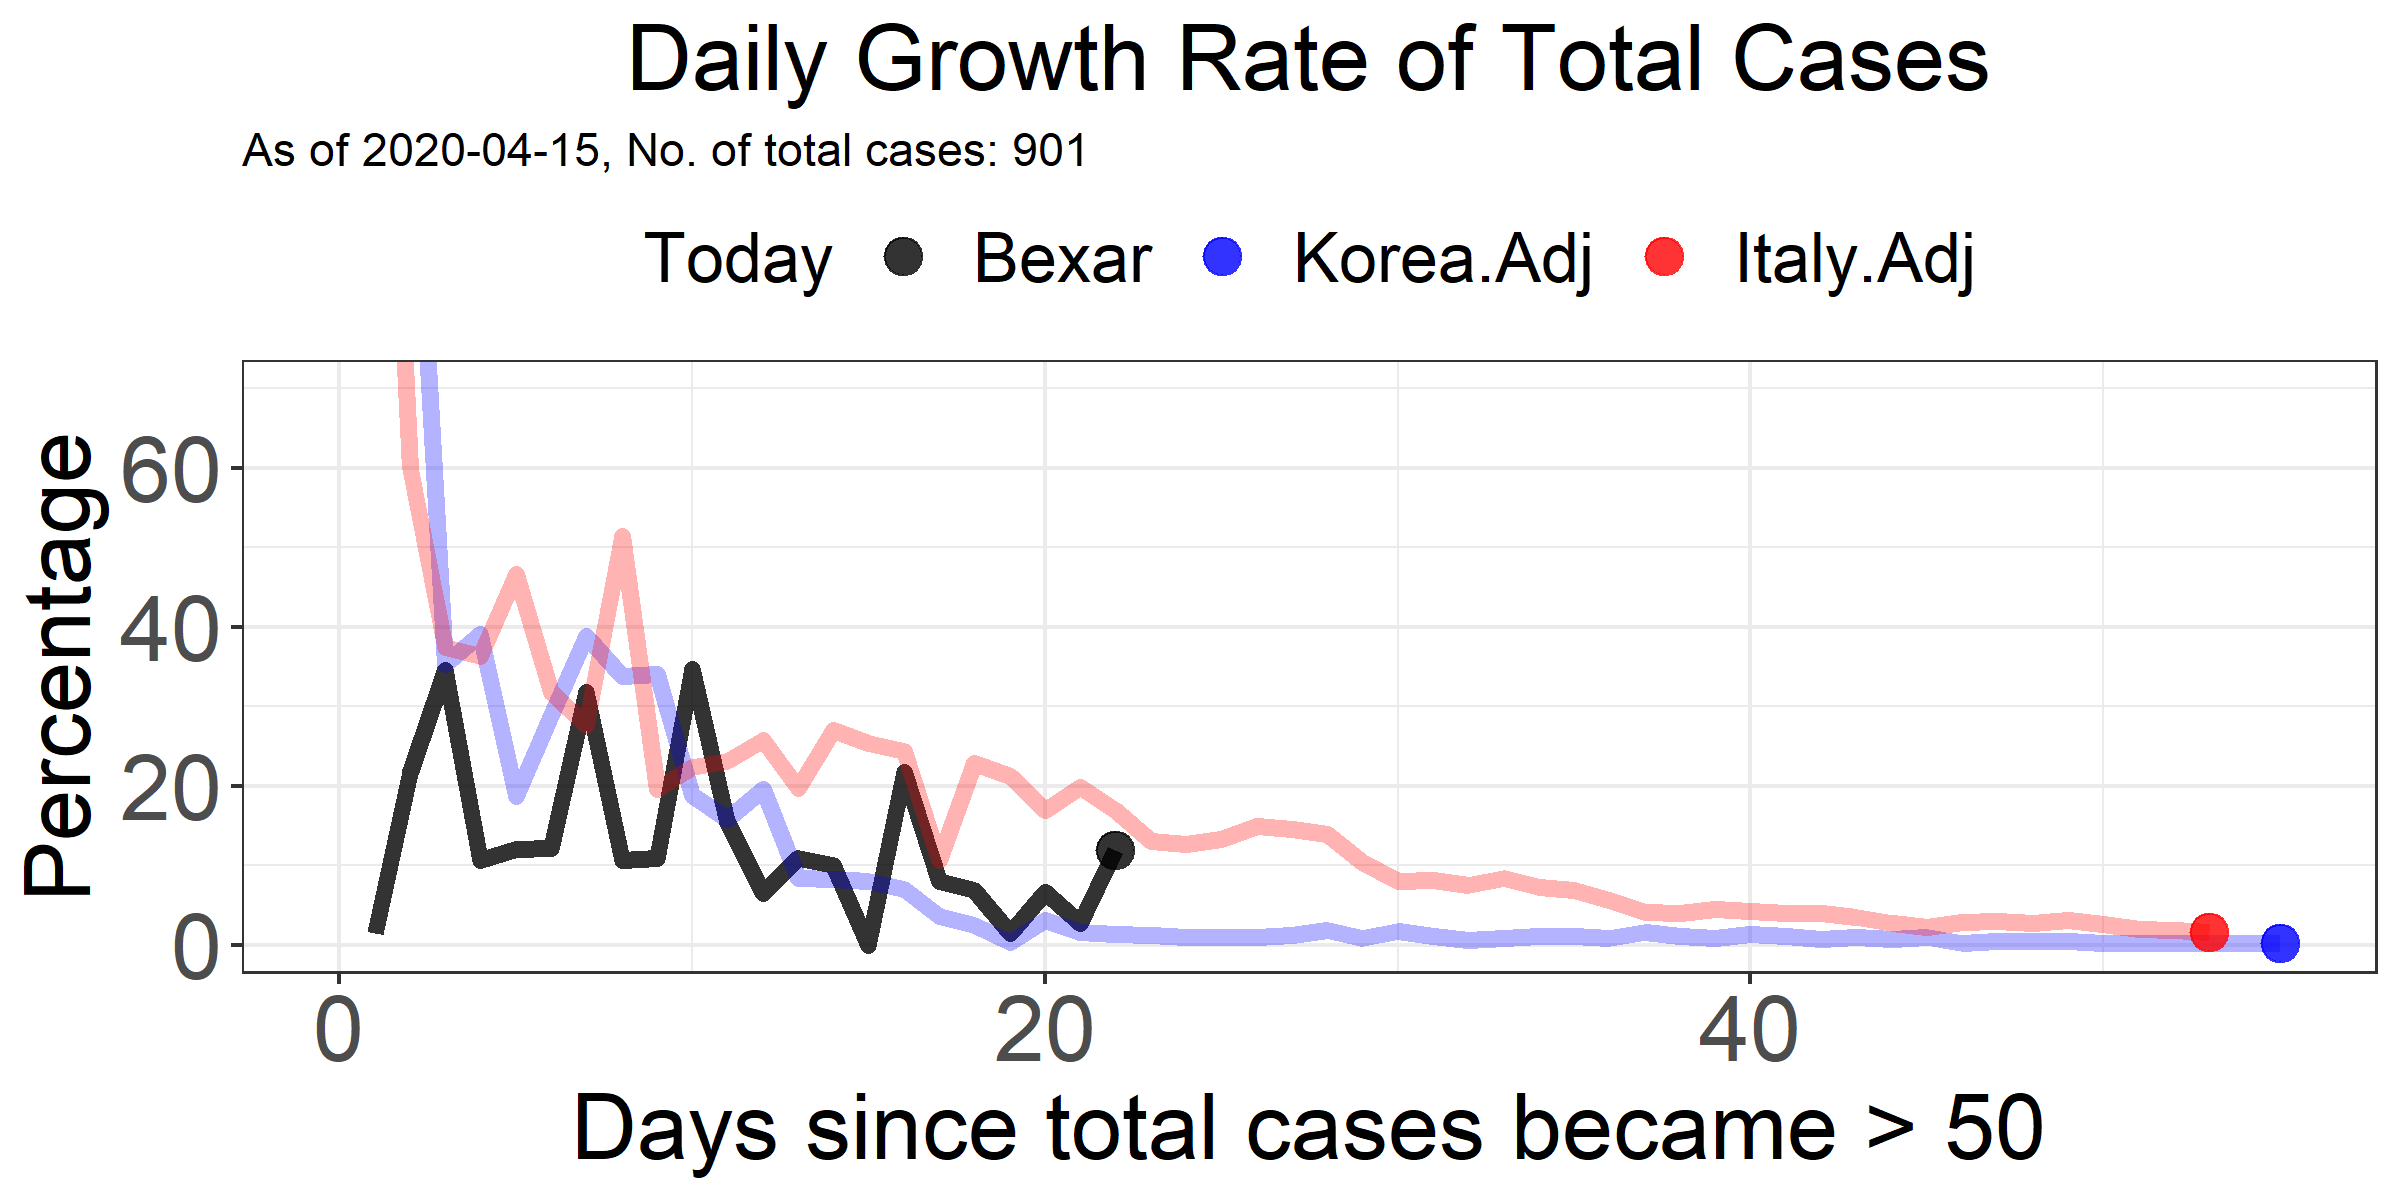 Daily Growth Rate of Total Cases
As of 2020-04-15, No. of total cases: 901
Today Bexar Korea.Adj Italy.Adj
Percentage
60
40
20
0
0 20 40
Days since total cases became > 50